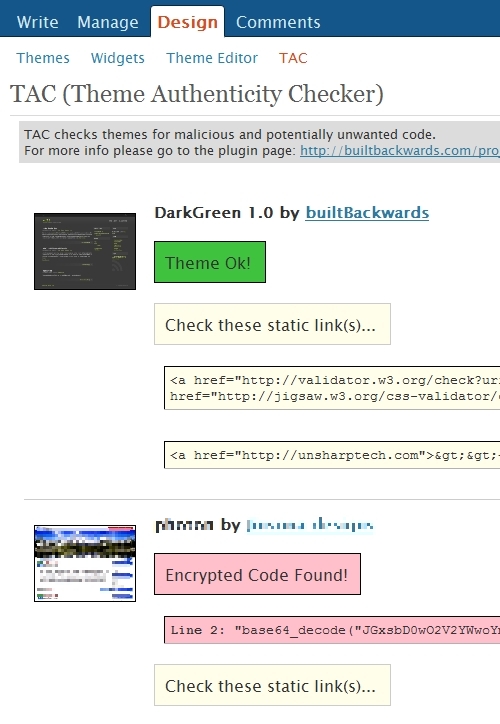 Write Manage Design Comments
Themes Widgets Theme Editor TAC
TAC (Theme Authenticity Checker)
TAC checks themes for malicious and potentially unwanted code.
For more info please go to the plugin page: http://builtbackwards.com/pro
DarkGreen 1.0 by builtBackwards
Theme Ok!
Check these static link(s)...
<a href="http://validator.w3.org/check?uri
href="http://jigsaw.w3.org/css-validator/
<a href="http://unsharptech.com">&gt;&gt;
by
Encrypted Code Found!
Line 2: "base64_decode("JGxsbD0wO2V2YWwoYn
Check these static link(s)...